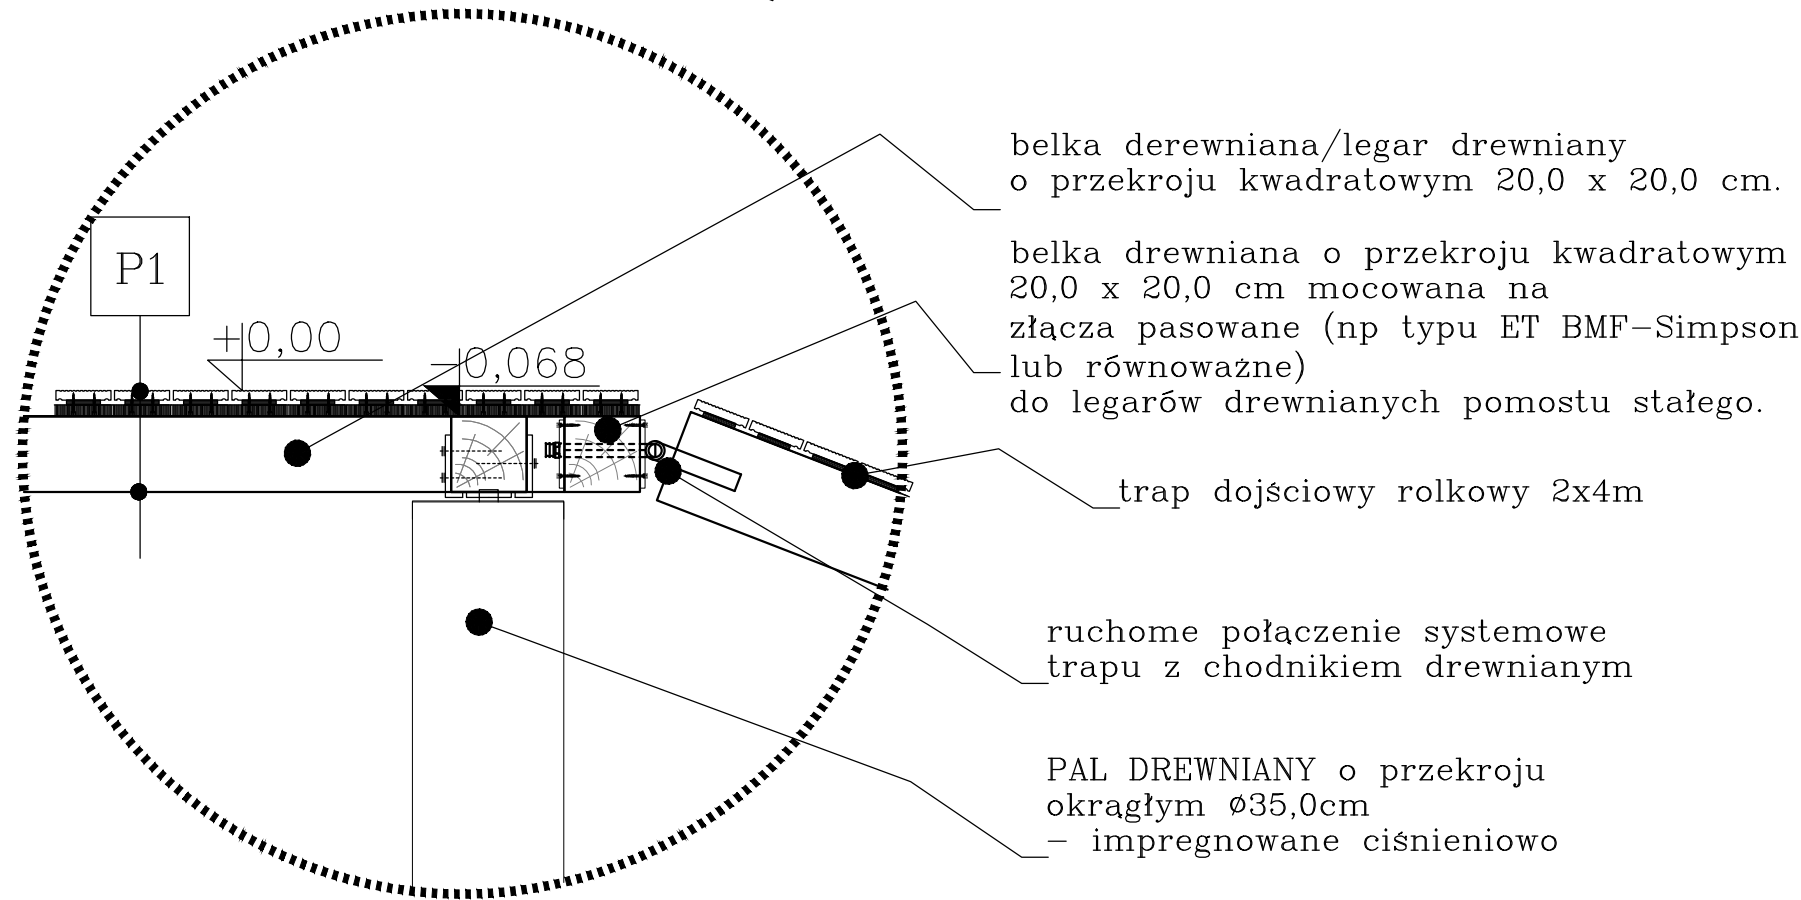 belka derewniana/legar drewniany
o przekroju kwadratowym 20,0 x 20,0 cm.
belka drewniana o przekroju kwadratowym
20,0 x 20,0 cm mocowana na
złącza pasowane (np typu ET BMF-Simpson
lub równoważne)
do legarów drewnianych pomostu stałego.
P1
+0,00
-0,068
trap dojściowy rolkowy 2x4m
ruchome połączenie systemowe
trapu z chodnikiem drewnianym
PAL DREWNIANY o przekroju
okrągłym ø35,0cm
- impregnowane ciśnieniowo